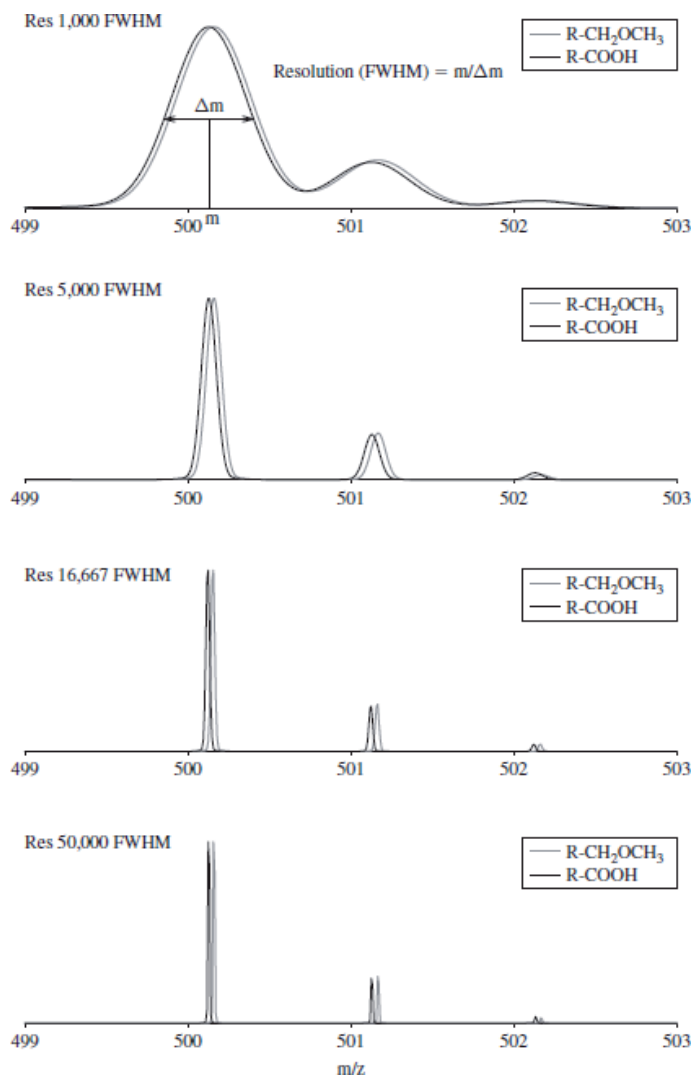 Res 1,000 FWHM
R-CH₂OCH₃
R-COOH
Resolution (FWHM) = m/Δm
Δm
m
499 500 501 502 503
Res 5,000 FWHM
R-CH₂OCH₃
R-COOH
499 500 501 502 503
Res 16,667 FWHM
R-CH₂OCH₃
R-COOH
499 500 501 502 503
Res 50,000 FWHM
R-CH₂OCH₃
R-COOH
499 500 501 502 503
m/z